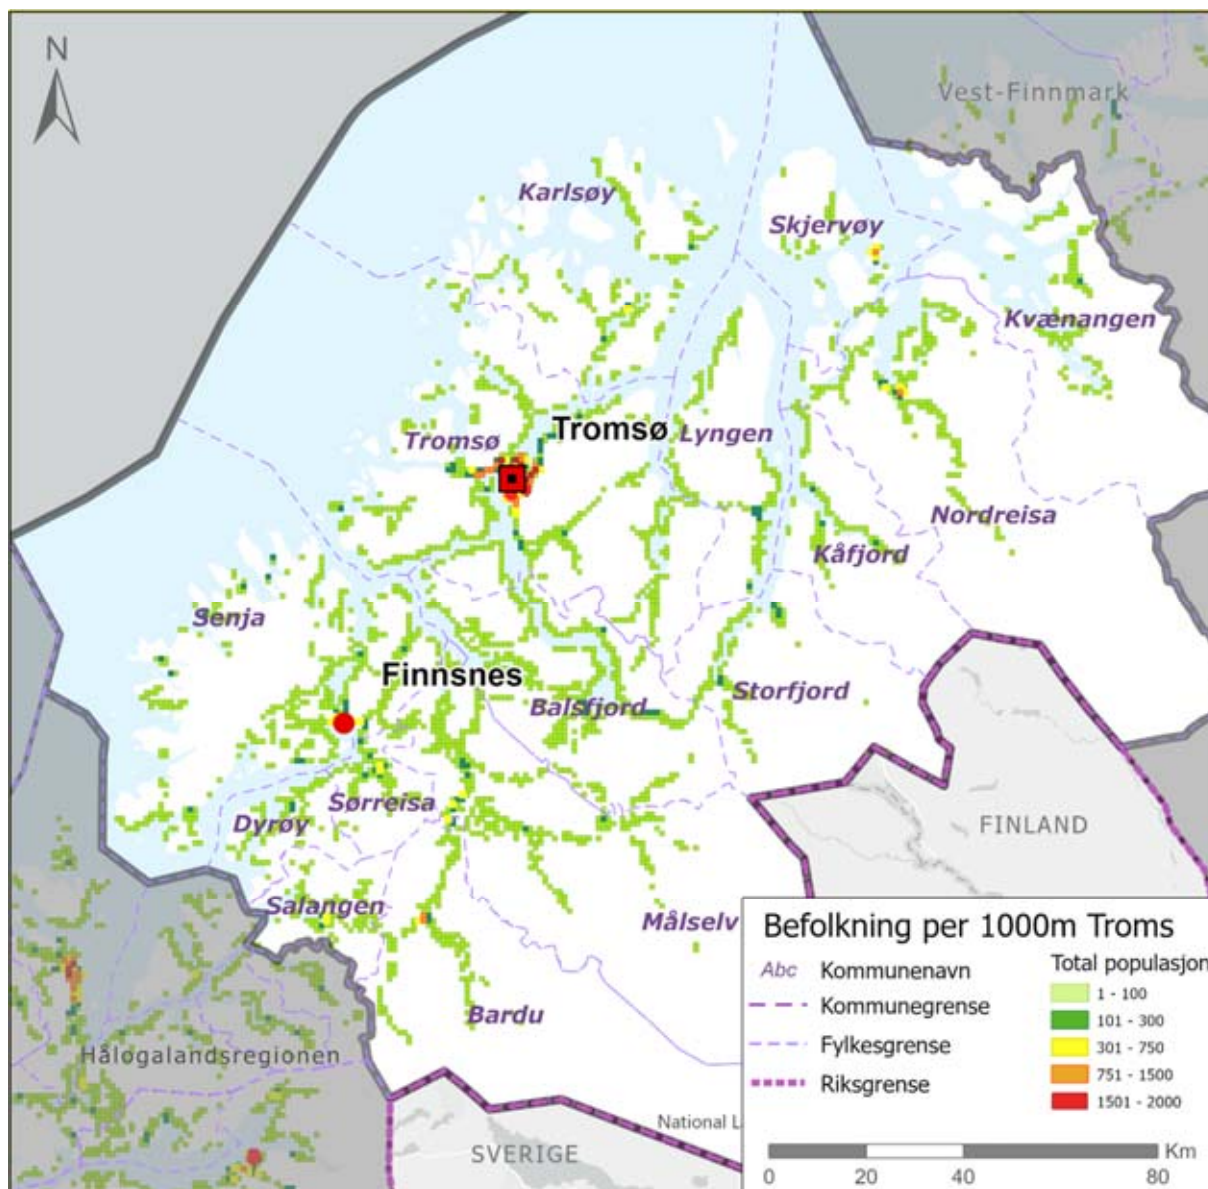 N
Vest-Finnmark
Karlsøy
Skjervøy
Kvænangen
Tromsø
Tromsø
Lyngen
Nordreisa
Kåfjord
Senja
Finnsnes
Storfjord
Balsfjord
Sørreisa
Dyrøy
FINLAND
Salangen
Målselv
Bardu
Hålogalandsregionen
National L
SVERIGE
Befolkning per 1000m Troms
Abc Kommunenavn
Kommunegrense
Fylkesgrense
Riksgrense
Total populasjon
1 - 100
101 - 300
301 - 750
751 - 1500
1501 - 2000
Km
0 20 40 80